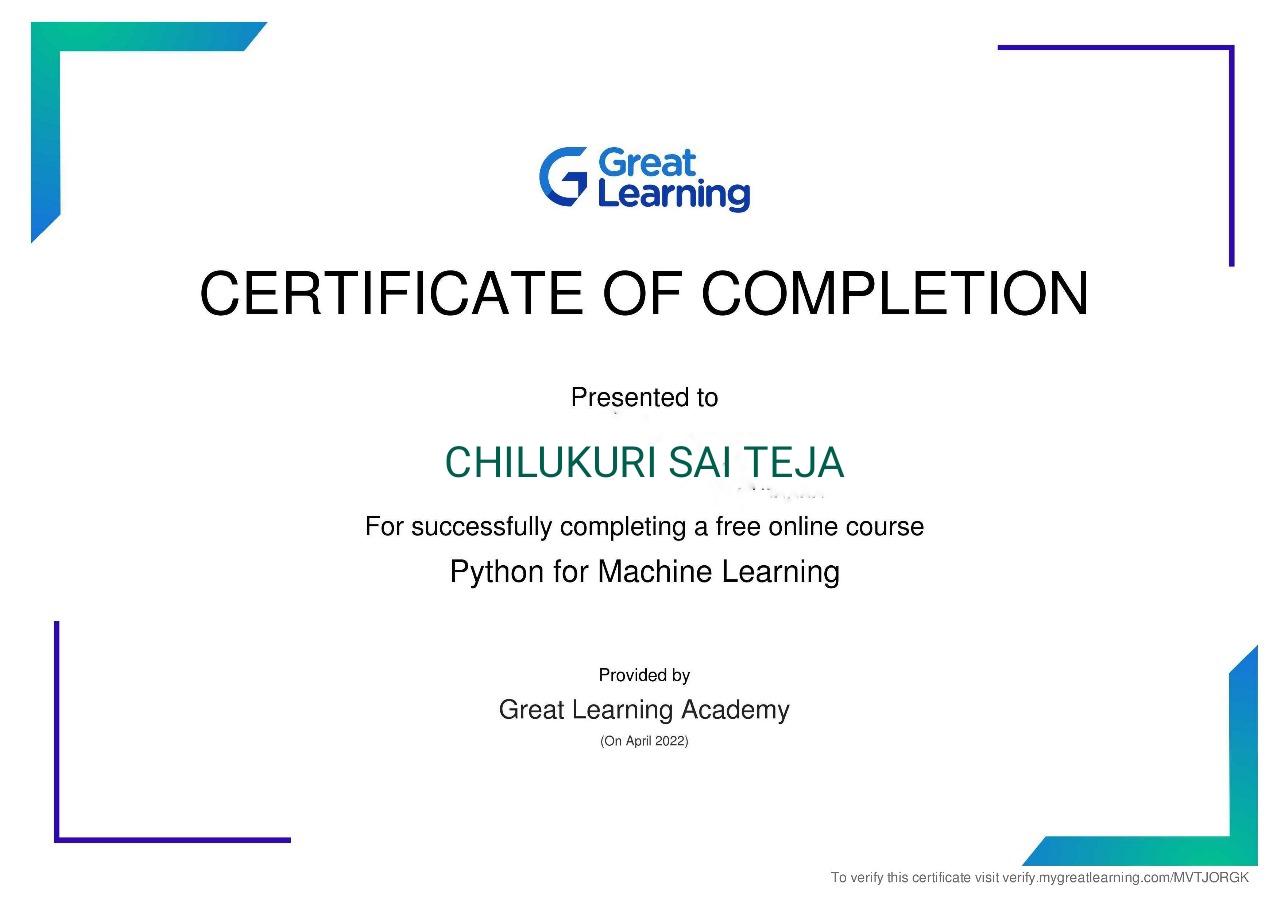 Great
Learning
CERTIFICATE OF COMPLETION
Presented to
CHILUKURI SAI TEJA
For successfully completing a free online course
Python for Machine Learning
Provided by
Great Learning Academy
(On April 2022)
To verify this certificate visit verify.mygreatlearning.com/MVTJORGK